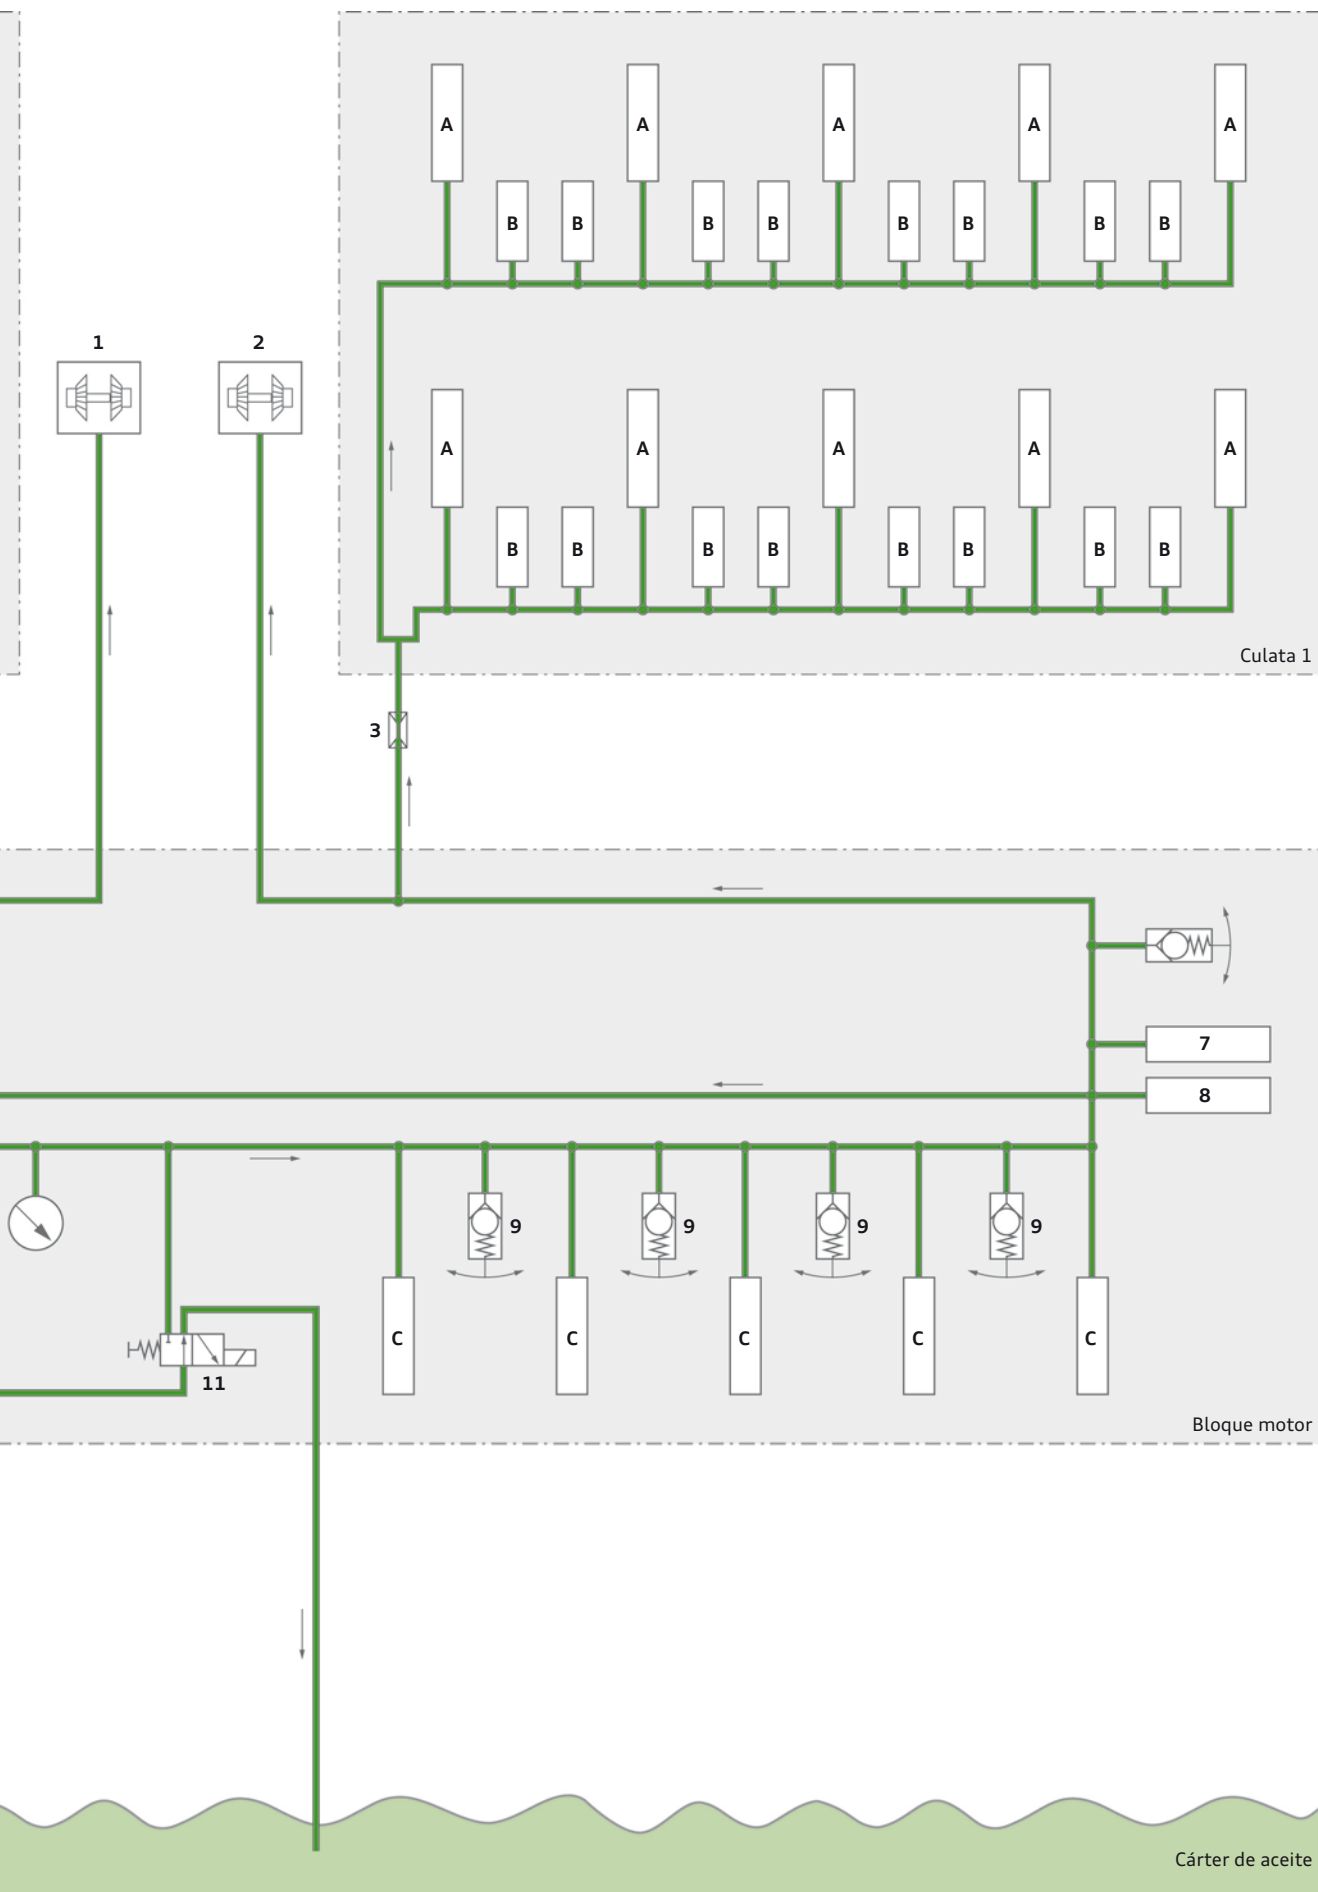 A A A A A
B B B B B B B B
1 2
A A A A A
B B B B B B B B
Culata 1
3
7
8
9 9 9 9
C C C C C
11
Bloque motor
Cárter de aceite